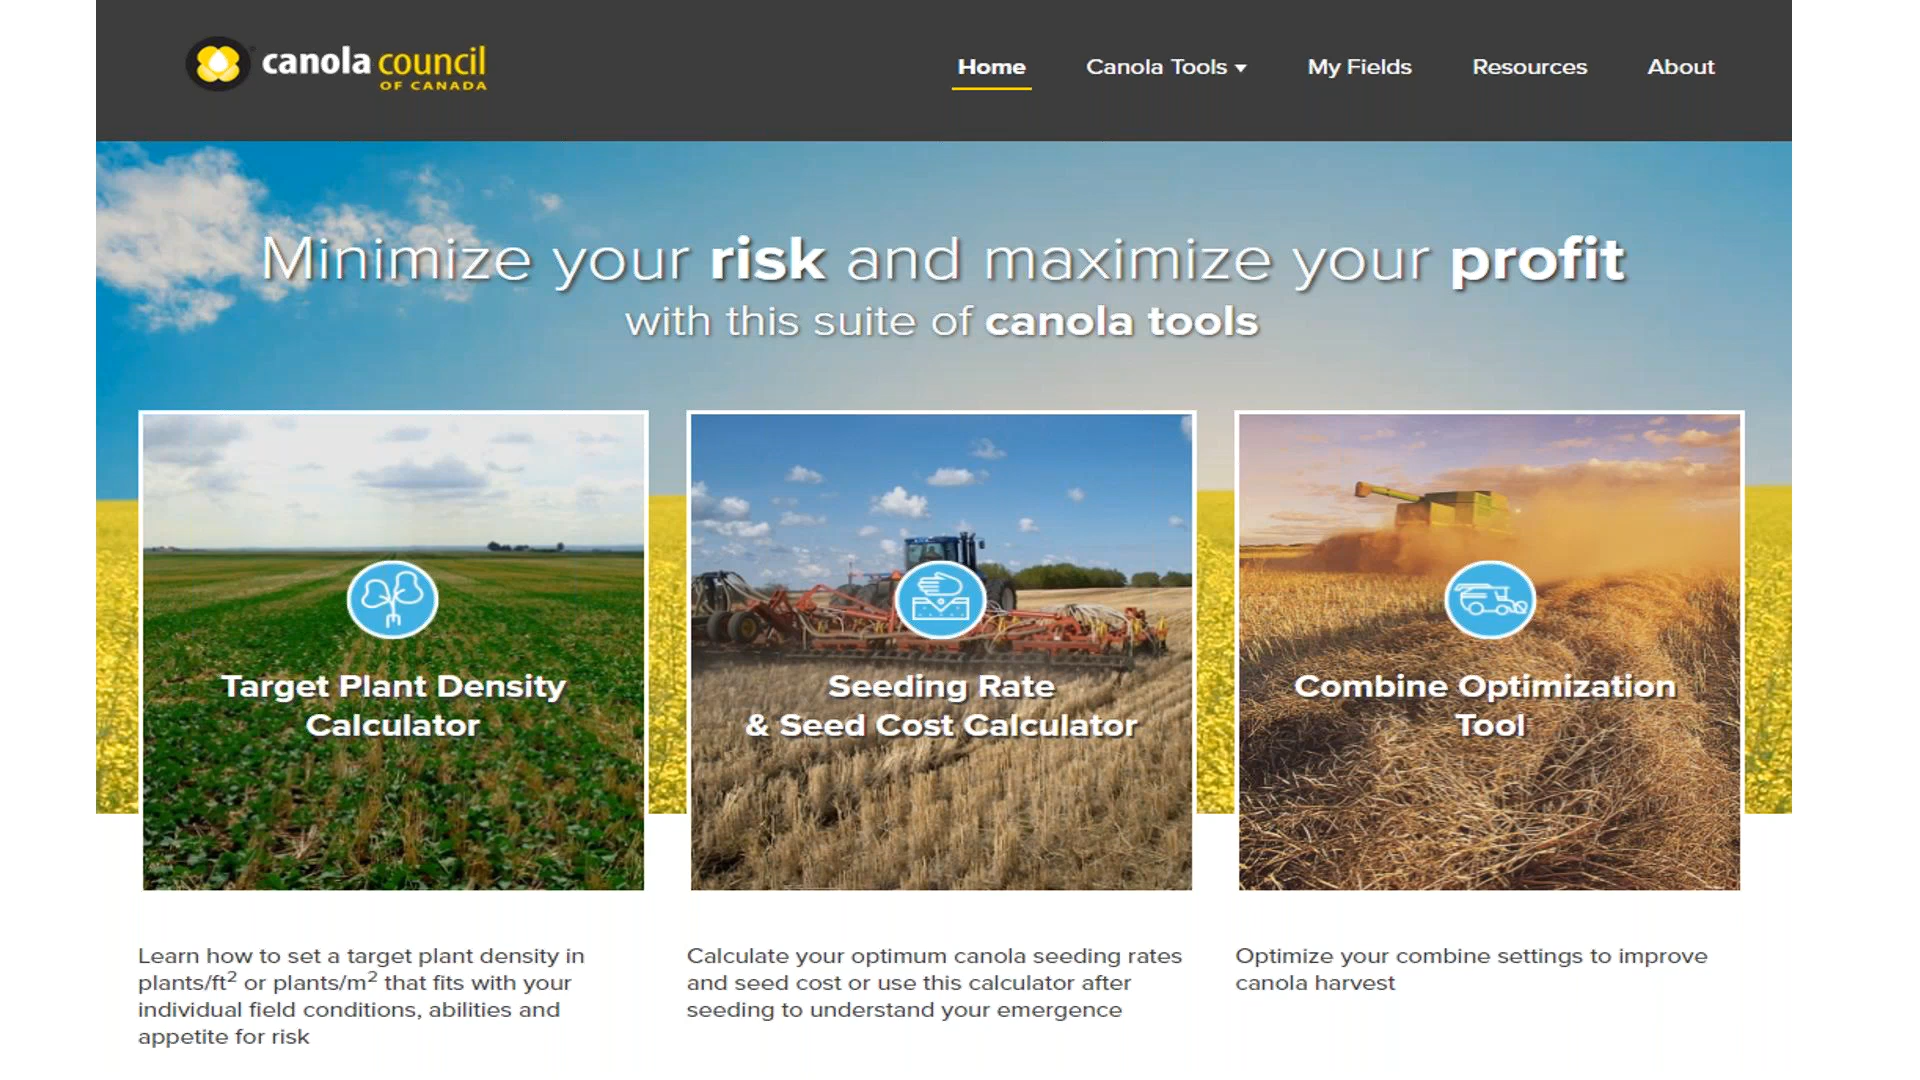 canola council
OF CANADA
Home
Canola Tools
My Fields
Resources
About
Minimize your risk and maximize your profit
with this suite of canola tools
Target Plant Density
Calculator
Seeding Rate
& Seed Cost Calculator
Combine Optimization
Tool
Learn how to set a target plant density in
plants/ft² or plants/m² that fits with your
individual field conditions, abilities and
appetite for risk
Calculate your optimum canola seeding rates
and seed cost or use this calculator after
seeding to understand your emergence
Optimize your combine settings to improve
canola harvest